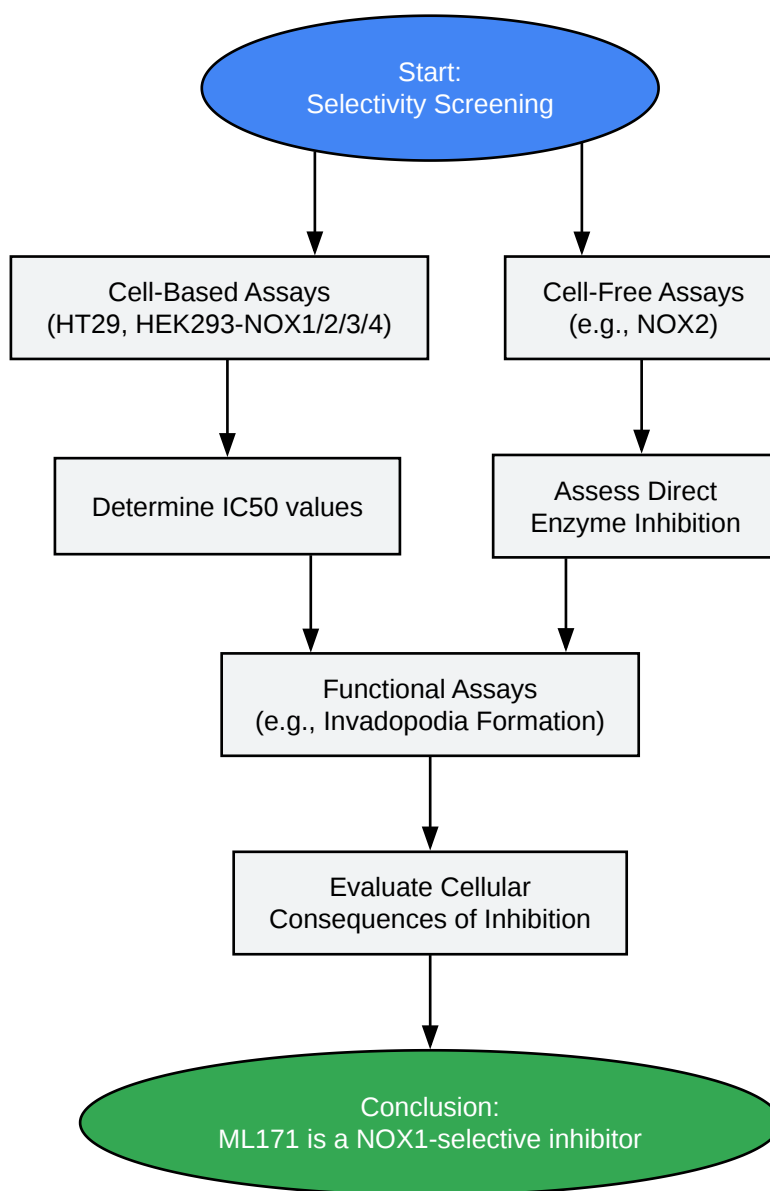 Start:
Selectivity Screening
Cell-Based Assays
(HT29, HEK293-NOX1/2/3/4)
Cell-Free Assays
(e.g., NOX2)
Determine IC50 values
Assess Direct
Enzyme Inhibition
Functional Assays
(e.g., Invadopodia Formation)
Evaluate Cellular
Consequences of Inhibition
Conclusion:
ML171 is a NOX1-selective inhibitor